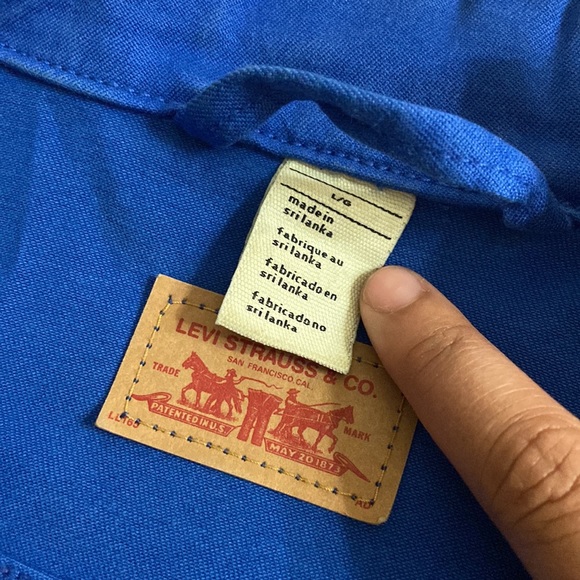 L/G
made in
sri lanka
fabrique au
sri lanka
fabricado en
sri lanka
fabricado no
sri lanka
LEVI STRAUSS & CO.
SAN FRANCISCO CAL.
TRADE MARK
PATENTED IN U.S.
MAY 20 1873